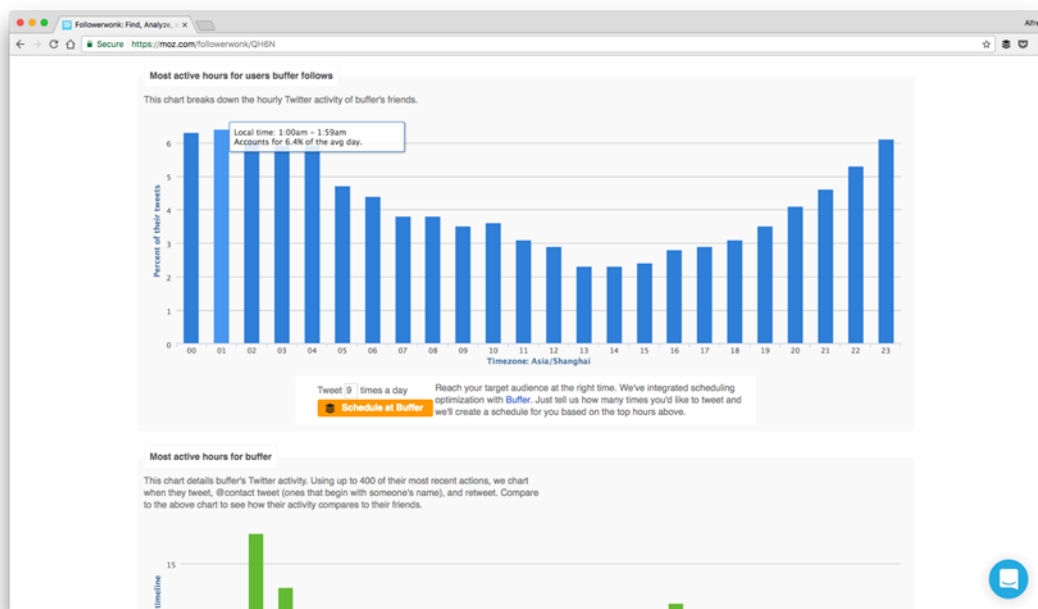 Followerwonk: Find, Analyze,
Secure https://moz.com/followerwonk/QH6N
Most active hours for users buffer follows
This chart breaks down the hourly Twitter activity of buffer's friends.
Local time: 1:00am – 1:59am
Accounts for 6.4% of the avg day.
Percent of their tweets
6
5
4
3
2
1
0
00 01 02 03 04 05 06 07 08 09 10 11 12 13 14 15 16 17 18 19 20 21 22 23
Timezone: Asia/Shanghai
Tweet 9 times a day
Schedule at Buffer
Reach your target audience at the right time. We've integrated scheduling
optimization with Buffer. Just tell us how many times you'd like to tweet and
we'll create a schedule for you based on the top hours above.
Most active hours for buffer
This chart details buffer's Twitter activity. Using up to 400 of their most recent actions, we chart
when they tweet, @contact tweet (ones that begin with someone's name), and retweet. Compare
to the above chart to see how their activity compares to their friends.
15
timeline